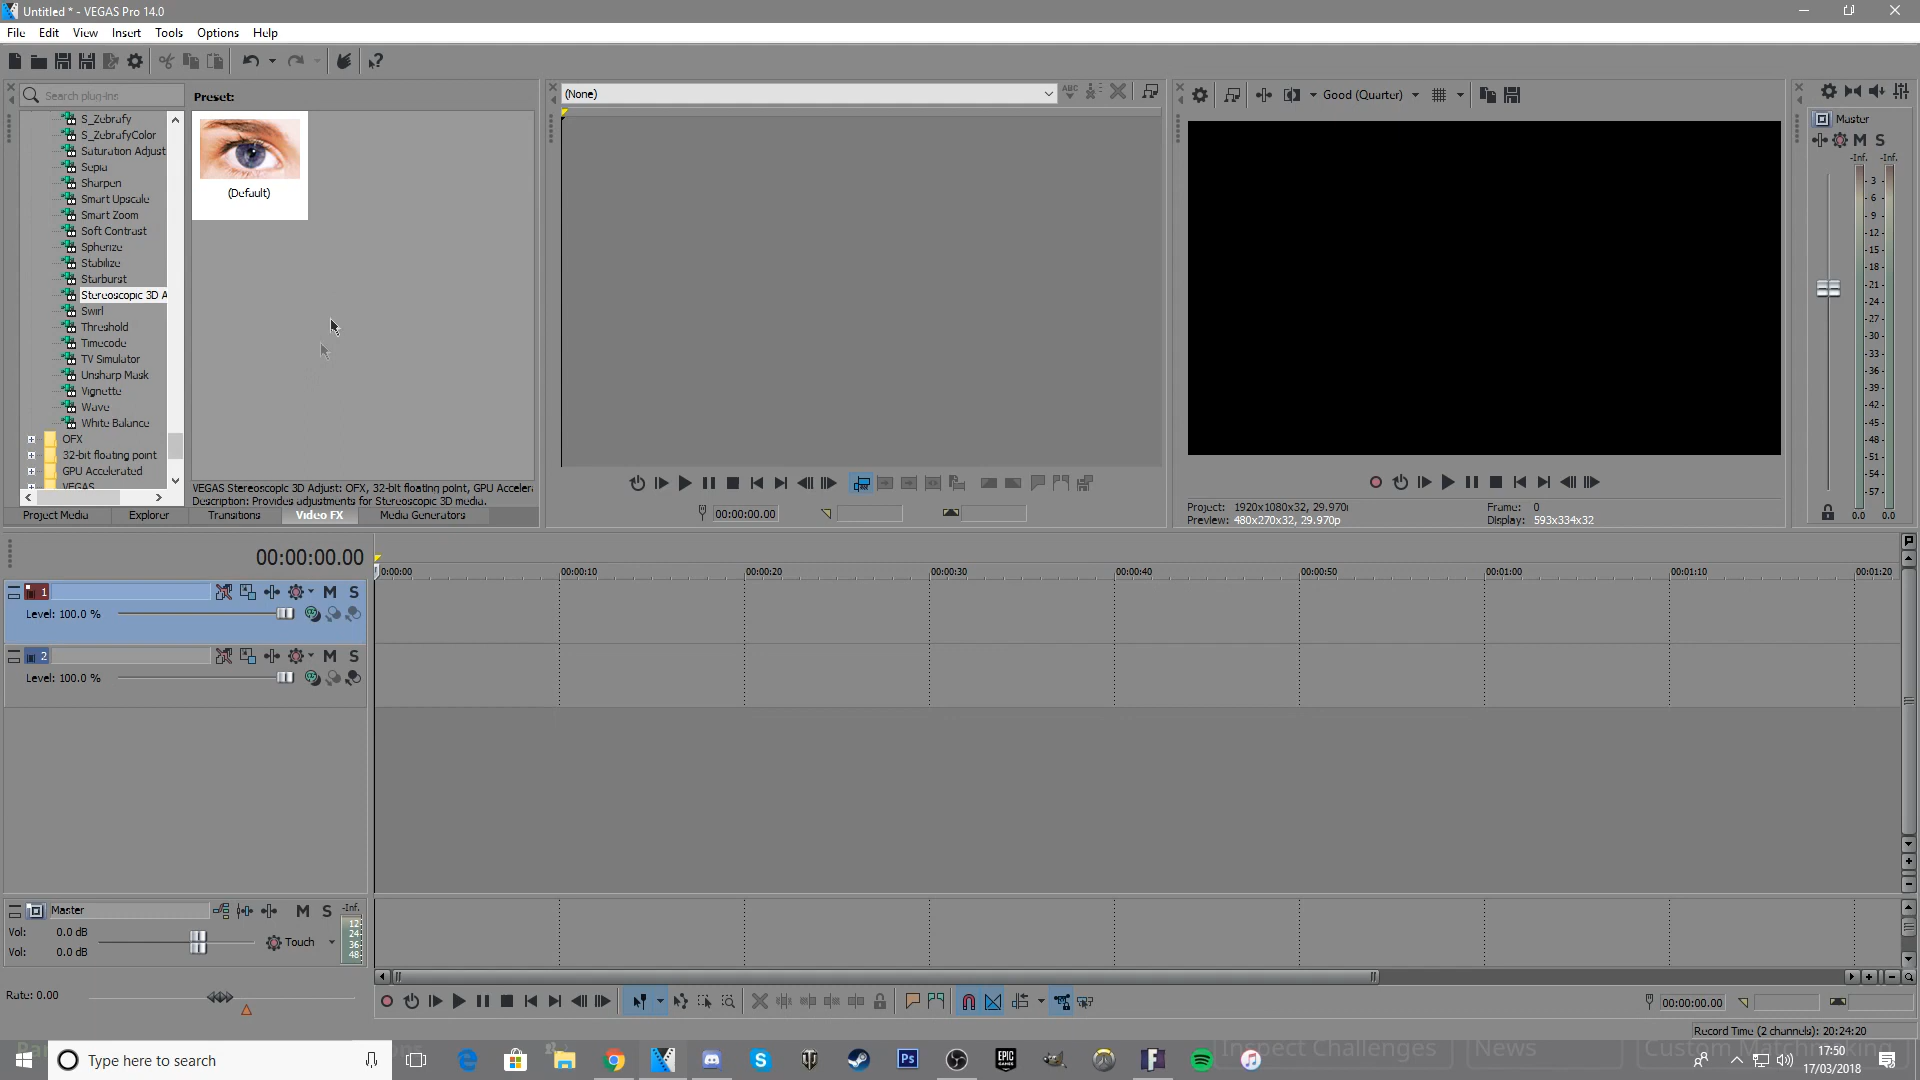 Untitled * - VEGAS Pro 14.0
File Edit View Insert Tools Options Help
Search plug-ins
Preset:
(None)
Good (Quarter)
S_Zebrafy
S_ZebrafyColor
Saturation Adjust
Sepia
Sharpen
Smart Upscale
Smart Zoom
Soft Contrast
Spherize
Stabilize
Starburst
Stereoscopic 3D A
Swirl
Threshold
Timecode
TV Simulator
Unsharp Mask
Vignette
Wave
White Balance
OFX
32-bit floating point
GPU Accelerated
VEGAS
(Default)
VEGAS Stereoscopic 3D Adjust: OFX, 32-bit floating point, GPU Acceler
Description: Provides adjustments for Stereoscopic 3D media.
Project Media Explorer Transitions Video FX Media Generators
00:00:00.00
Project: 1920x1080x32, 29.970i
Preview: 480x270x32, 29.970p
Frame: 0
Display: 593x334x32
Master
M S
-Inf. -Inf.
- 3 -
- 6 -
- 9 -
-12-
-15-
-18-
-21-
-24-
-27-
-30-
-33-
-36-
-39-
-42-
-45-
-48-
-51-
-54-
-57-
0.0 0.0
00:00:00.00
0:00:00 00:00:10 00:00:20 00:00:30 00:00:40 00:00:50 00:01:00 00:01:10 00:01:20
1 M S
Level: 100.0 %
2 M S
Level: 100.0 %
Master M S -Inf.
Vol: 0.0 dB
Vol: 0.0 dB
Touch
12-
24-
36-
48-
Rate: 0.00
00:00:00.00
Record Time (2 channels): 20:24:20
Type here to search
Inspect Challenges News Custom Matchmaking
17:50
17/03/2018